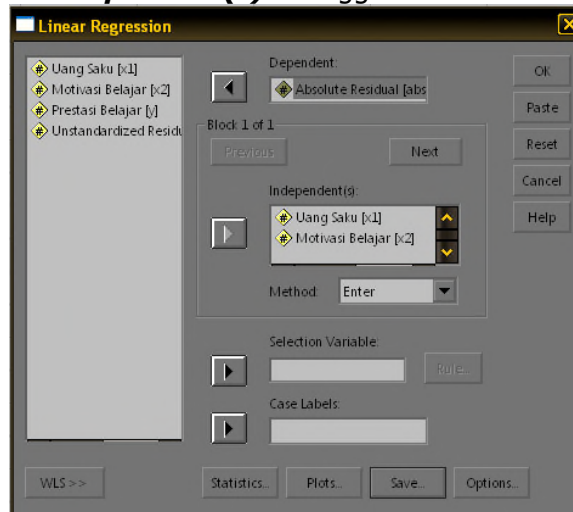 Linear Regression
Uang Saku [x1]
Motivasi Belajar [x2]
Prestasi Belajar [y]
Unstandardized Residu
Dependent:
Absolute Residual [abs
Block 1 of 1
Previous
Next
Independent(s):
Uang Saku [x1]
Motivasi Belajar [x2]
Method:
Enter
Selection Variable:
Rule...
Case Labels:
WLS >>
Statistics...
Plots...
Save...
Options...
OK
Paste
Reset
Cancel
Help